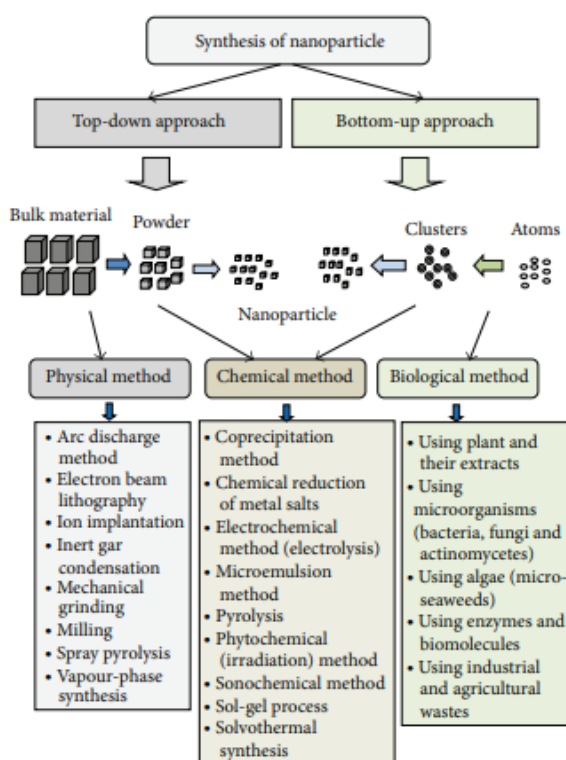 Synthesis of nanoparticle
Top-down approach
Bottom-up approach
Bulk material
Powder
Clusters
Atoms
Nanoparticle
Physical method
Chemical method
Biological method
• Arc discharge
method
• Electron beam
lithography
• Ion implantation
• Inert gar
condensation
• Mechanical
grinding
• Milling
• Spray pyrolysis
• Vapour-phase
synthesis
• Coprecipitation
method
• Chemical reduction
of metal salts
• Electrochemical
method (electrolysis)
• Microemulsion
method
• Pyrolysis
• Phytochemical
(irradiation) method
• Sonochemical method
• Sol-gel process
• Solvothermal
synthesis
• Using plant and
their extracts
• Using
microorganisms
(bacteria, fungi and
actinomycetes)
• Using algae (micro-
seaweeds)
• Using enzymes and
biomolecules
• Using industrial
and agricultural
wastes